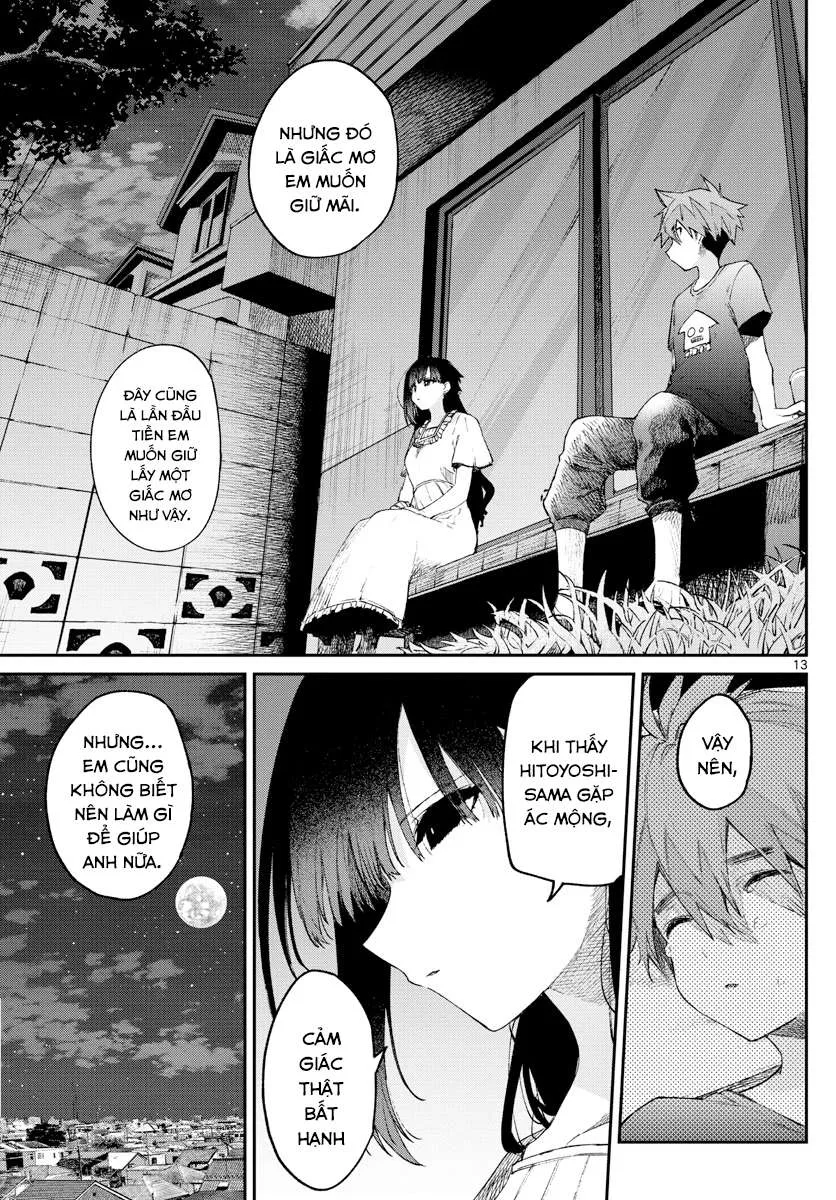 NHƯNG ĐÓ
LÀ GIẤC MƠ
EM MUỐN
GIỮ MÃI.
ĐÂY CŨNG
LÀ LẦN ĐẦU
TIỀN EM
MUỐN GIỮ
LẤY MỘT
GIẤC MƠ
NHƯ VẬY.
13
VẬY
NÊN,
KHI THẤY
HITOYOSHI-
SAMA GẶP
ÁC MỘNG,
CẢM
GIÁC
THẬT
BẤT
HẠNH
NHƯNG...
EM CŨNG
KHÔNG BIẾT
NÊN LÀM GÌ
ĐỂ GIÚP
ANH NỮA.